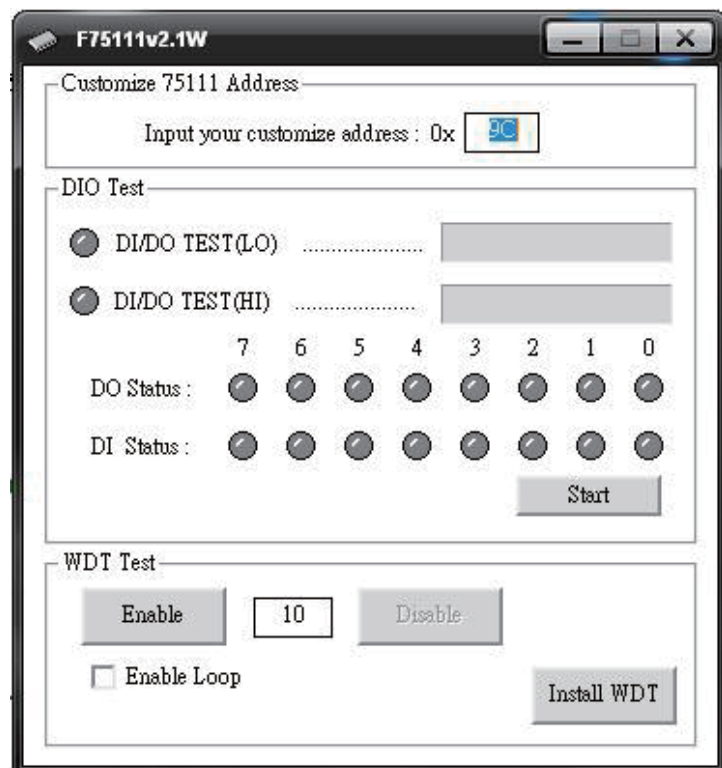 F75111v2.1W
Customize 75111 Address
Input your customize address : 0x 9C
DIO Test
DI/DO TEST(LO) ......................
DI/DO TEST(HI) ......................
7 6 5 4 3 2 1 0
DO Status :
DI Status :
Start
WDT Test
Enable 10 Disable
Enable Loop
Install WDT